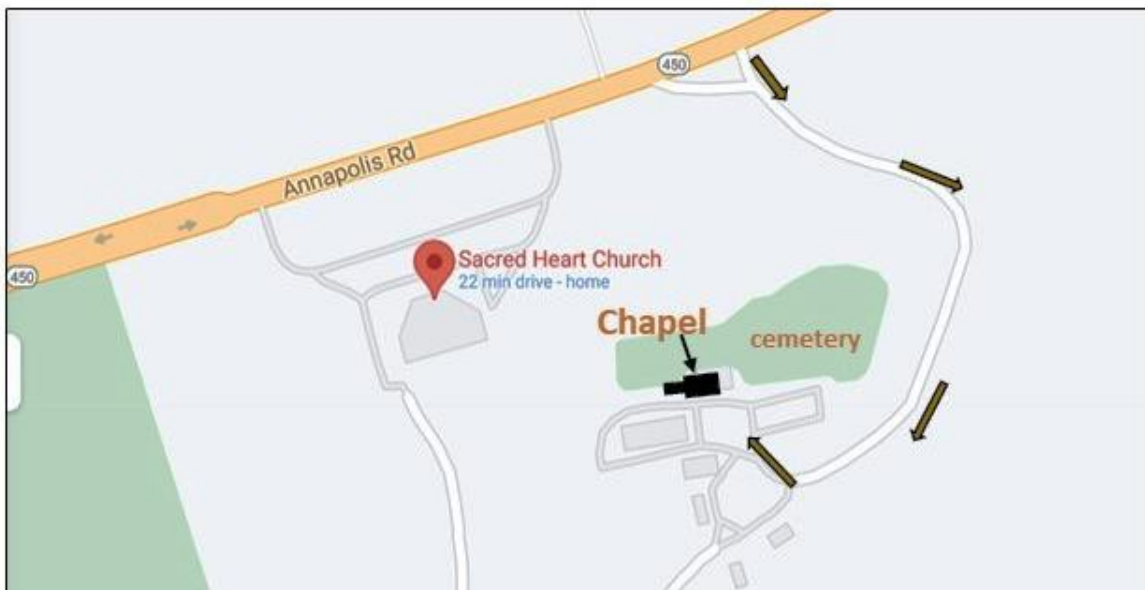 450
Annapolis Rd
450
Sacred Heart Church
22 min drive - home
Chapel
cemetery